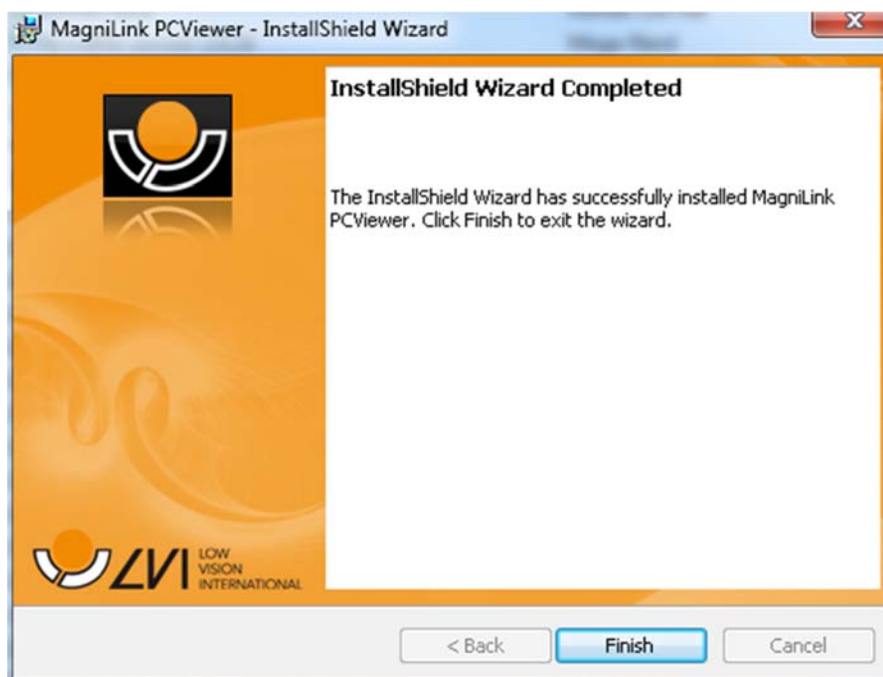 MagniLink PCViewer - InstallShield Wizard
InstallShield Wizard Completed
The InstallShield Wizard has successfully installed MagniLink
PCViewer. Click Finish to exit the wizard.
LVI
LOW
VISION
INTERNATIONAL
< Back
Finish
Cancel